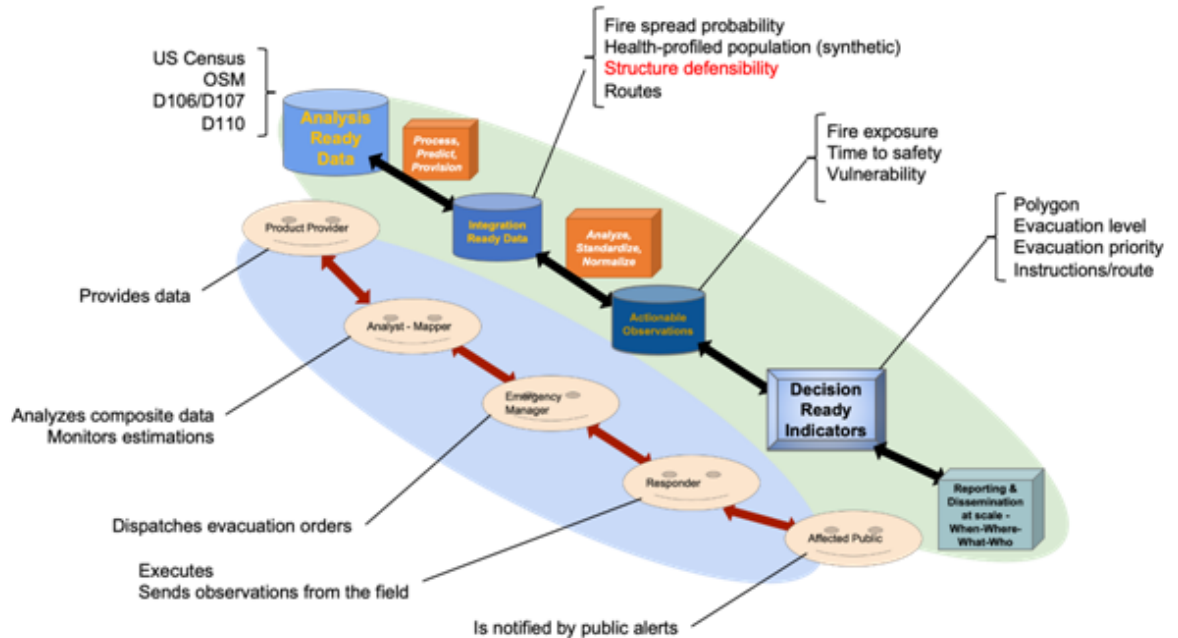 US Census
OSM
D106/D107
D110
Analysis
Ready
Data
Process,
Predict,
Provision
Fire spread probability
Health-profiled population (synthetic)
Structure defensibility
Routes
Integration
Ready Data
Analyze,
Standardize,
Normalize
Fire exposure
Time to safety
Vulnerability
Actionable
Observations
Polygon
Evacuation level
Evacuation priority
Instructions/route
Decision
Ready
Indicators
Reporting &
Dissemination
at scale -
When-Where-
What-Who
Product Provider
Provides data
Analyst - Mapper
Analyzes composite data
Monitors estimations
Emergency
Manager
Dispatches evacuation orders
Responder
Executes
Sends observations from the field
Affected Public
Is notified by public alerts